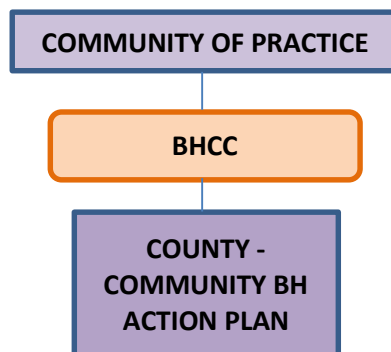 COMMUNITY OF PRACTICE
BHCC
COUNTY -
COMMUNITY BH
ACTION PLAN